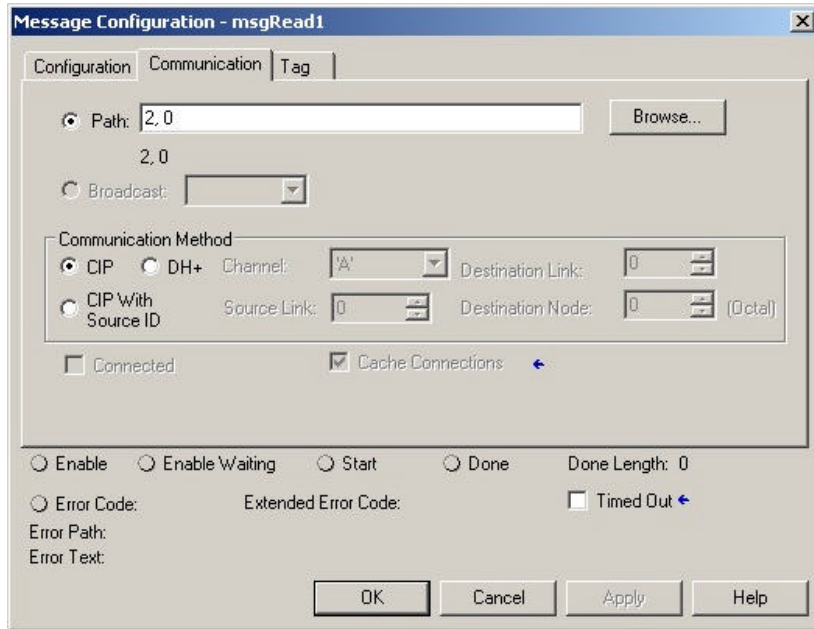 Message Configuration - msgRead1
Configuration Communication Tag
Path: 2, 0 Browse...
2, 0
Broadcast:
Communication Method
CIP DH+ Channel: 'A' Destination Link: 0
CIP With
Source ID Source Link: 0 Destination Node: 0 (Octal)
Connected Cache Connections
Enable Enable Waiting Start Done Done Length: 0
Error Code: Extended Error Code: Timed Out
Error Path:
Error Text:
OK Cancel Apply Help